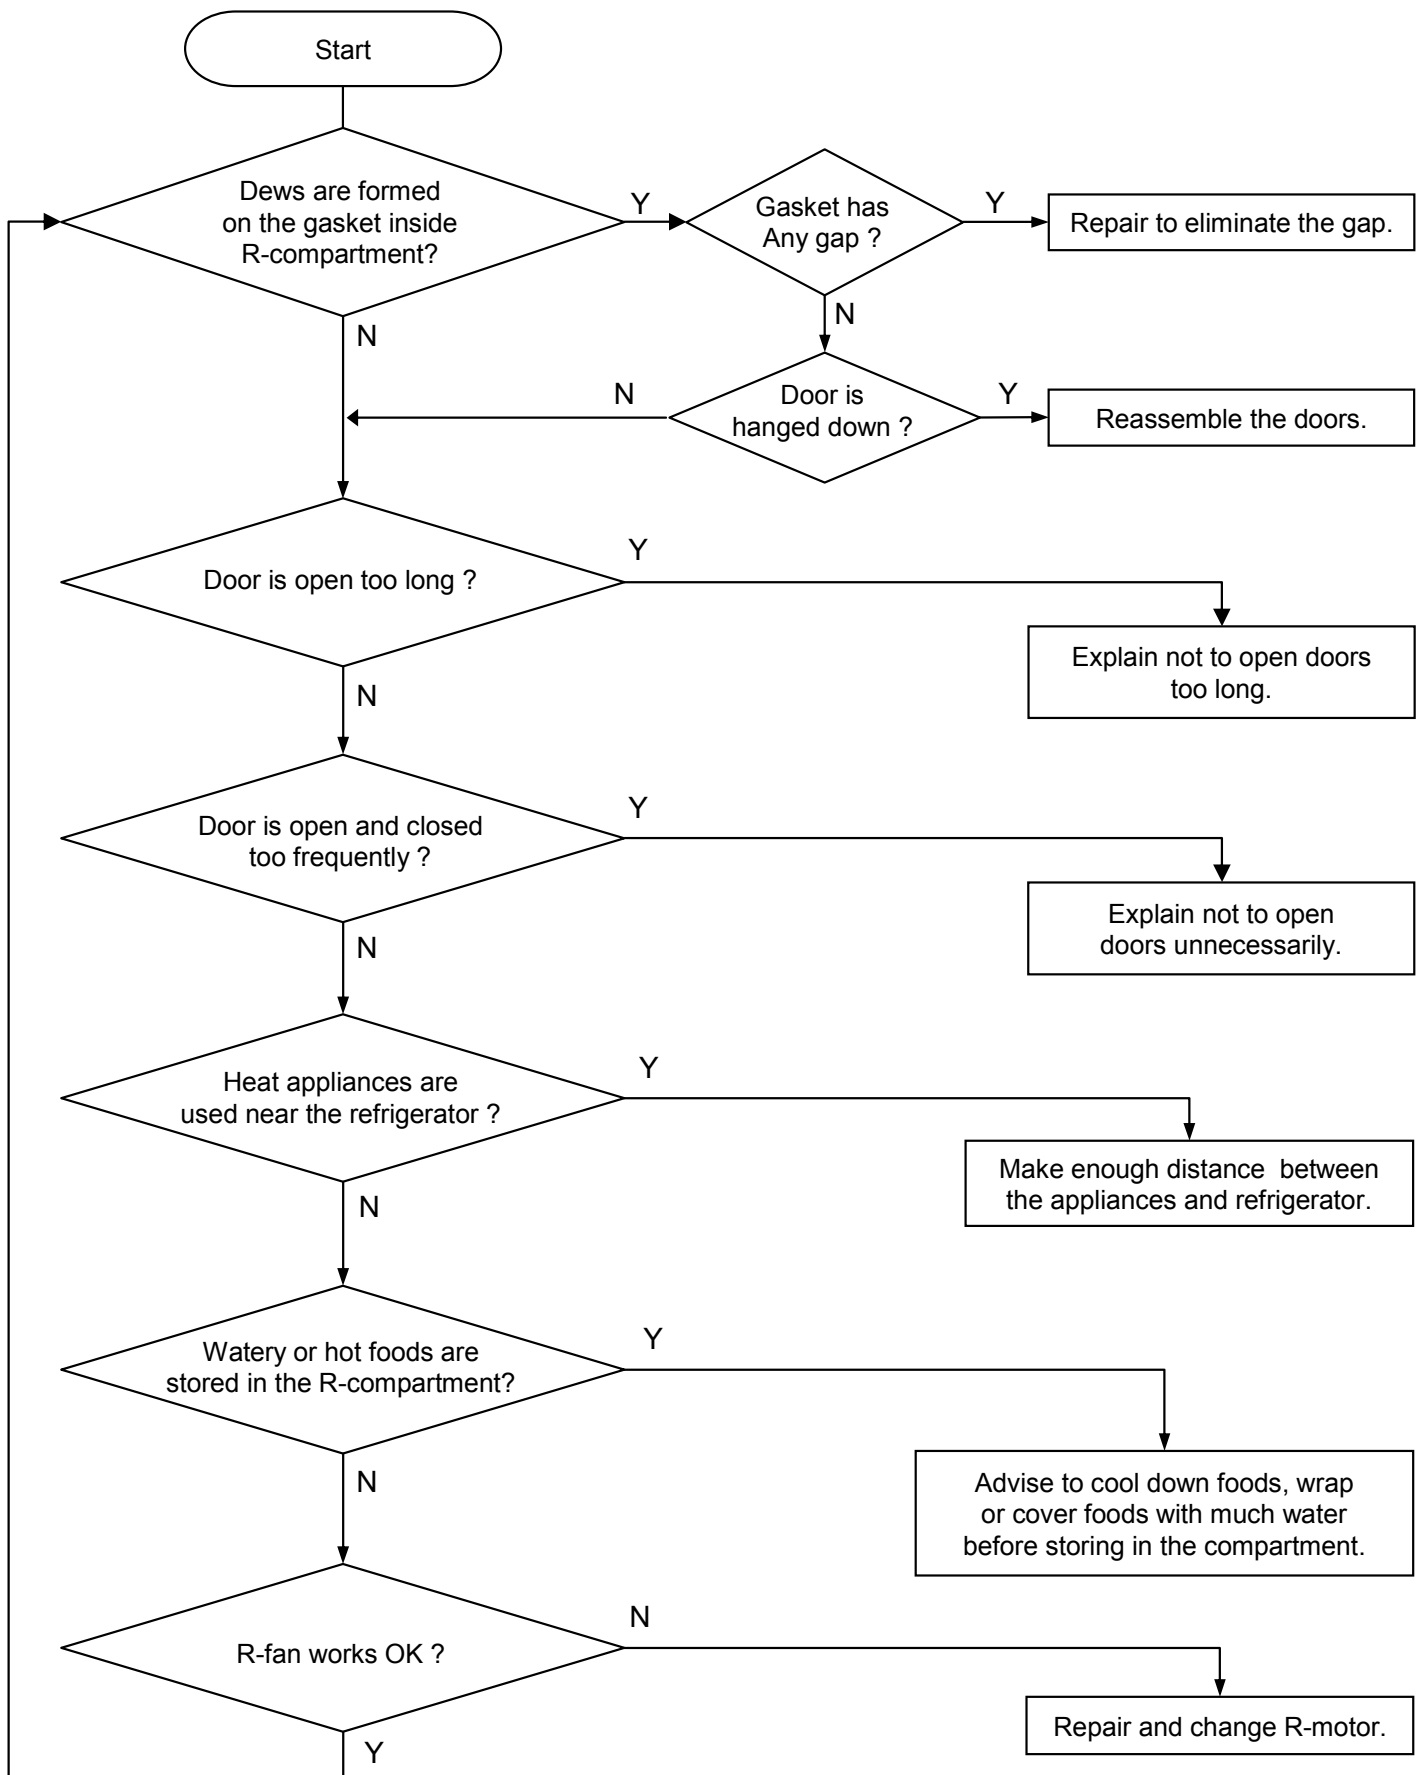 Start
Dews are formed
on the gasket inside
R-compartment?
Y
Gasket has
Any gap ?
Y
Repair to eliminate the gap.
N
N
Door is
hanged down ?
N
Y
Reassemble the doors.
Door is open too long ?
Y
Explain not to open doors
too long.
N
Door is open and closed
too frequently ?
Y
Explain not to open
doors unnecessarily.
N
Heat appliances are
used near the refrigerator ?
Y
Make enough distance  between
the appliances and refrigerator.
N
Watery or hot foods are
stored in the R-compartment?
Y
Advise to cool down foods, wrap
or cover foods with much water
before storing in the compartment.
N
R-fan works OK ?
N
Repair and change R-motor.
Y